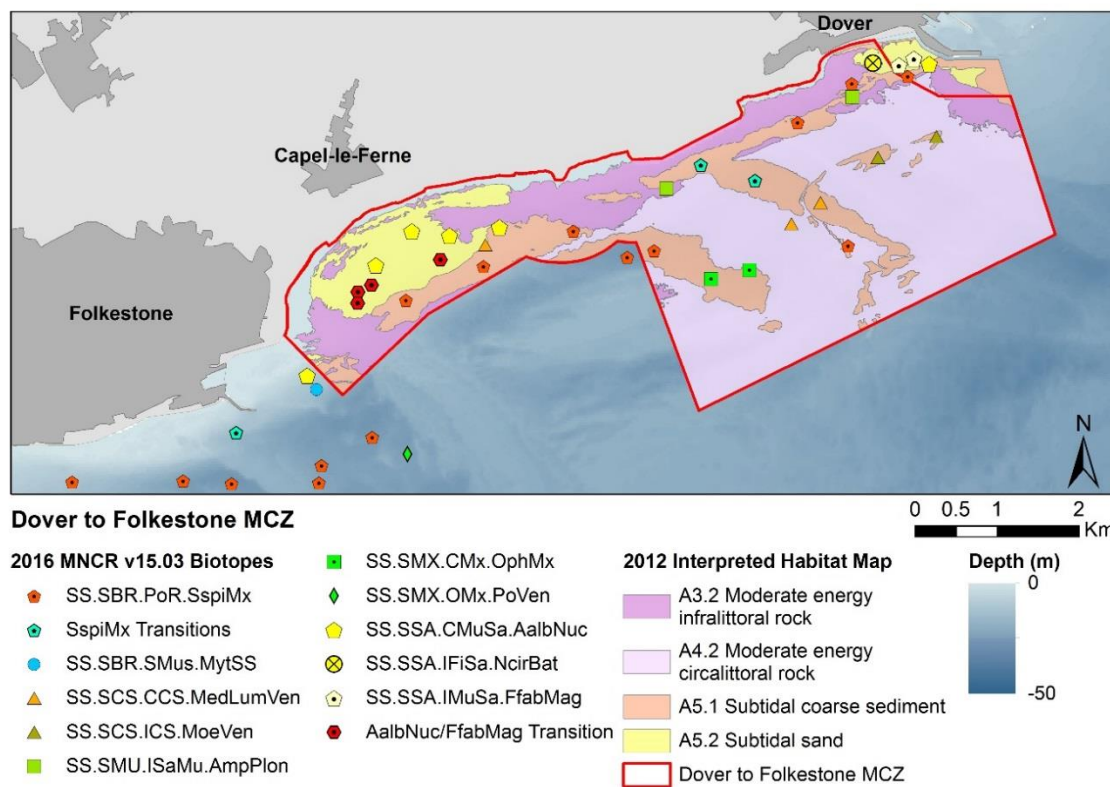 Dover
Capel-le-Ferne
Folkestone
N
0 0.5 1 2
Km
Dover to Folkestone MCZ
2016 MNCR v15.03 Biotopes
SS.SBR.PoR.SspiMx
SspiMx Transitions
SS.SBR.SMus.MytSS
SS.SCS.CCS.MedLumVen
SS.SCS.ICS.MoeVen
SS.SMU.ISaMu.AmpPlon
SS.SMX.CMx.OphMx
SS.SMX.OMx.PoVen
SS.SSA.CMuSa.AalbNuc
SS.SSA.IFiSa.NcirBat
SS.SSA.IMuSa.FfabMag
AalbNuc/FfabMag Transition
2012 Interpreted Habitat Map
A3.2 Moderate energy
infralittoral rock
A4.2 Moderate energy
circalittoral rock
A5.1 Subtidal coarse sediment
A5.2 Subtidal sand
Dover to Folkestone MCZ
Depth (m)
0
-50